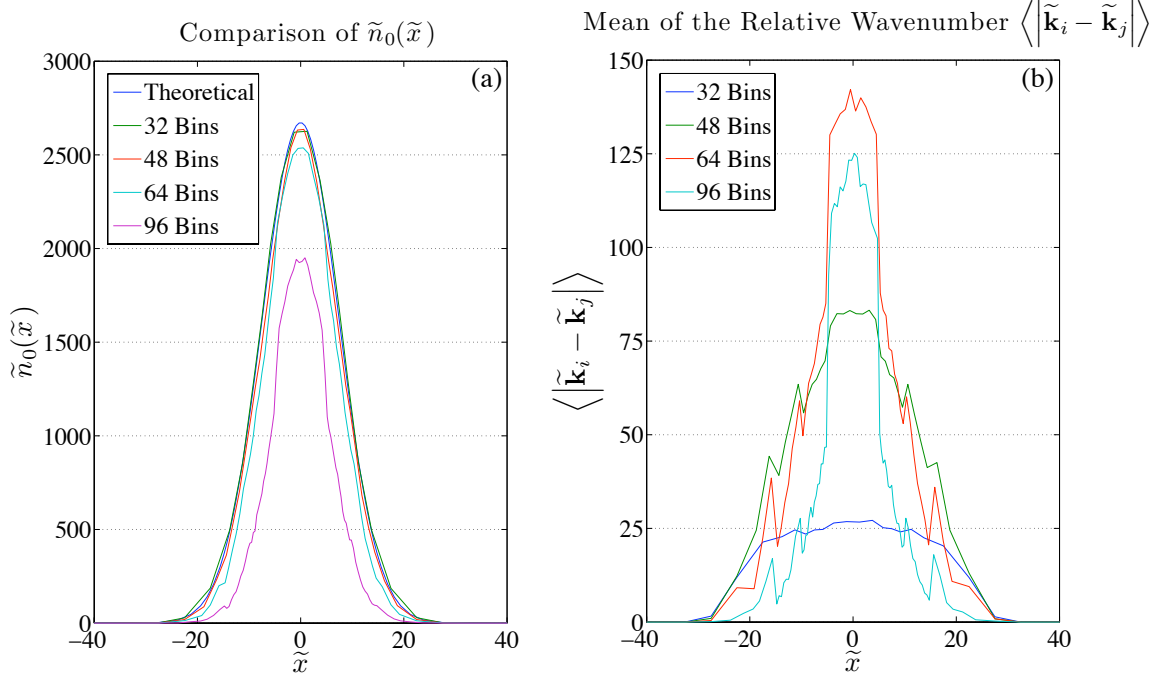 Comparison of ñ₀(x̃)
(a)
3000
2500
2000
1500
1000
500
0
ñ₀(x̃)
Theoretical
32 Bins
48 Bins
64 Bins
96 Bins
−40
−20
0
20
40
x̃
Mean of the Relative Wavenumber ⟨|k̃ᵢ − k̃ⱼ|⟩
(b)
150
125
100
75
50
25
0
⟨|k̃ᵢ − k̃ⱼ|⟩
32 Bins
48 Bins
64 Bins
96 Bins
−40
−20
0
20
40
x̃